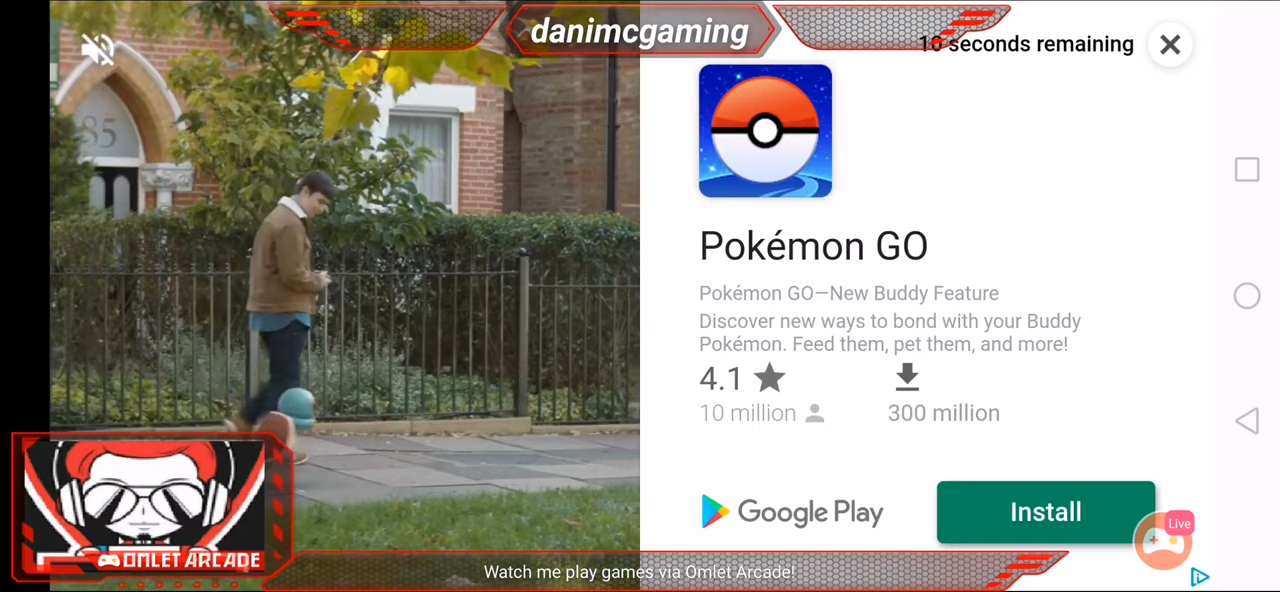 danimcgaming
10 seconds remaining
85
Pokémon GO
Pokémon GO—New Buddy Feature
Discover new ways to bond with your Buddy
Pokémon. Feed them, pet them, and more!
4.1
10 million
300 million
Google Play
Install
Live
OMLET ARCADE
Watch me play games via Omlet Arcade!